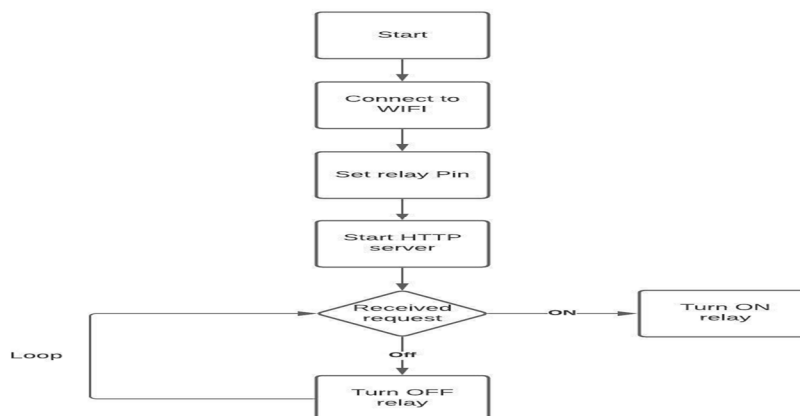 Start
Connect to
WIFI
Set relay Pin
Start HTTP
server
Received
request
ON
Turn ON
relay
Loop
Off
Turn OFF
relay